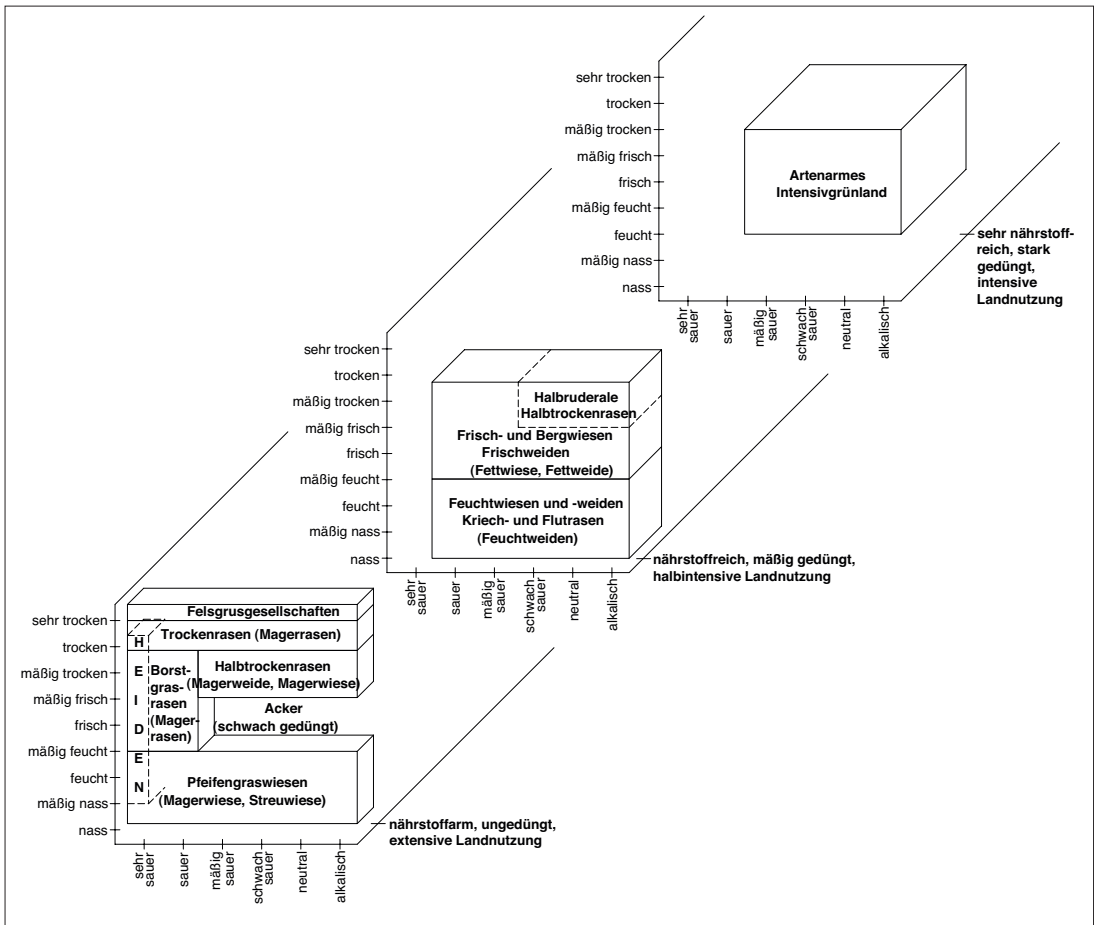 sehr trocken
trocken
mäßig trocken
mäßig frisch
frisch
mäßig feucht
feucht
mäßig nass
nass
Artenarmes
Intensivgrünland
sehr
sauer
sauer
mäßig
sauer
schwach
sauer
neutral
alkalisch
sehr nährstoff-
reich, stark
gedüngt,
intensive
Landnutzung
sehr trocken
trocken
mäßig trocken
mäßig frisch
frisch
mäßig feucht
feucht
mäßig nass
nass
Halbruderale
Halbtrockenrasen
Frisch- und Bergwiesen
Frischweiden
(Fettwiese, Fettweide)
Feuchtwiesen und -weiden
Kriech- und Flutrasen
(Feuchtweiden)
sehr
sauer
sauer
mäßig
sauer
schwach
sauer
neutral
alkalisch
nährstoffreich, mäßig gedüngt,
halbintensive Landnutzung
sehr trocken
trocken
mäßig trocken
mäßig frisch
frisch
mäßig feucht
feucht
mäßig nass
nass
Felsgrusgesellschaften
Trockenrasen (Magerrasen)
H
E
I
D
E
N
Borst-
gras-
rasen
(Mager-
rasen)
Halbtrockenrasen
(Magerweide, Magerwiese)
Acker
(schwach gedüngt)
Pfeifengraswiesen
(Magerwiese, Streuwiese)
sehr
sauer
sauer
mäßig
sauer
schwach
sauer
neutral
alkalisch
nährstoffarm, ungedüngt,
extensive Landnutzung